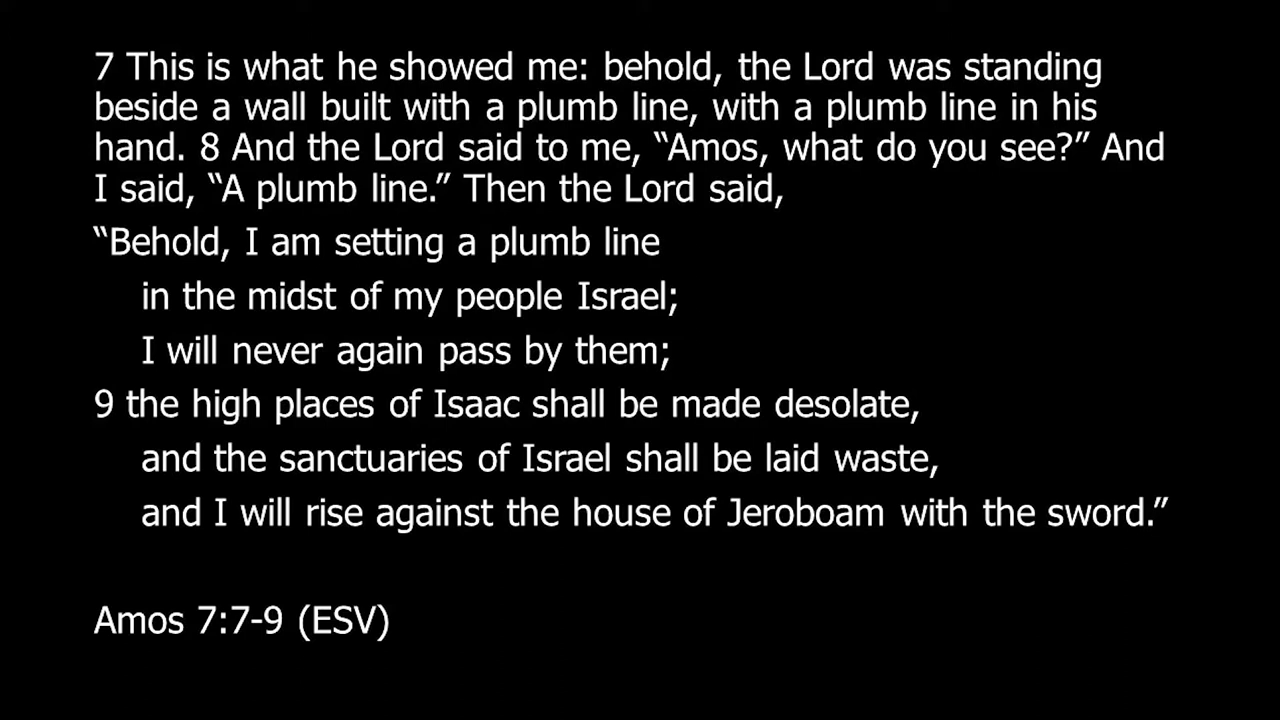 7 This is what he showed me: behold, the Lord was standing
beside a wall built with a plumb line, with a plumb line in his
hand. 8 And the Lord said to me, “Amos, what do you see?” And
I said, “A plumb line.” Then the Lord said,
“Behold, I am setting a plumb line
in the midst of my people Israel;
I will never again pass by them;
9 the high places of Isaac shall be made desolate,
and the sanctuaries of Israel shall be laid waste,
and I will rise against the house of Jeroboam with the sword.”
Amos 7:7-9 (ESV)